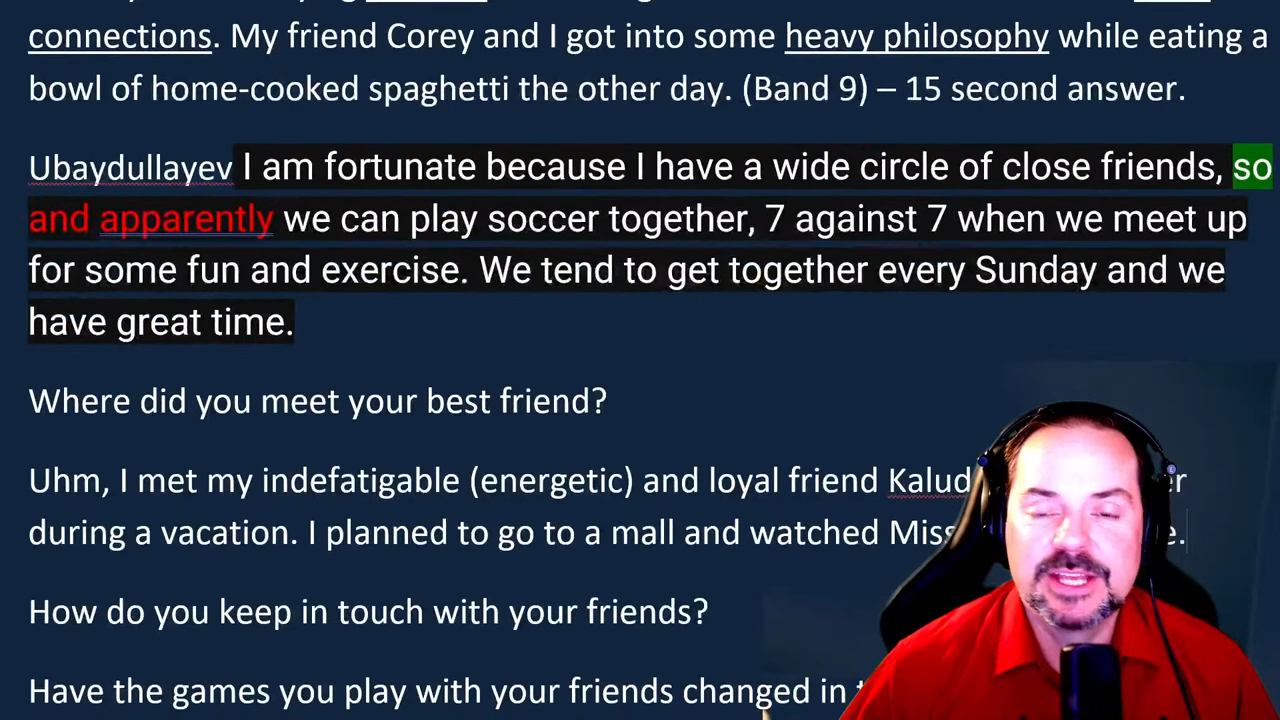 connections. My friend Corey and I got into some heavy philosophy while eating a
bowl of home-cooked spaghetti the other day. (Band 9) – 15 second answer.
Ubaydullayev I am fortunate because I have a wide circle of close friends, so
and apparently we can play soccer together, 7 against 7 when we meet up
for some fun and exercise. We tend to get together every Sunday and we
have great time.
Where did you meet your best friend?
Uhm, I met my indefatigable (energetic) and loyal friend
during a vacation. I planned to go to a mall and watched
How do you keep in touch with your friends?
Have the games you play with your friends changed in